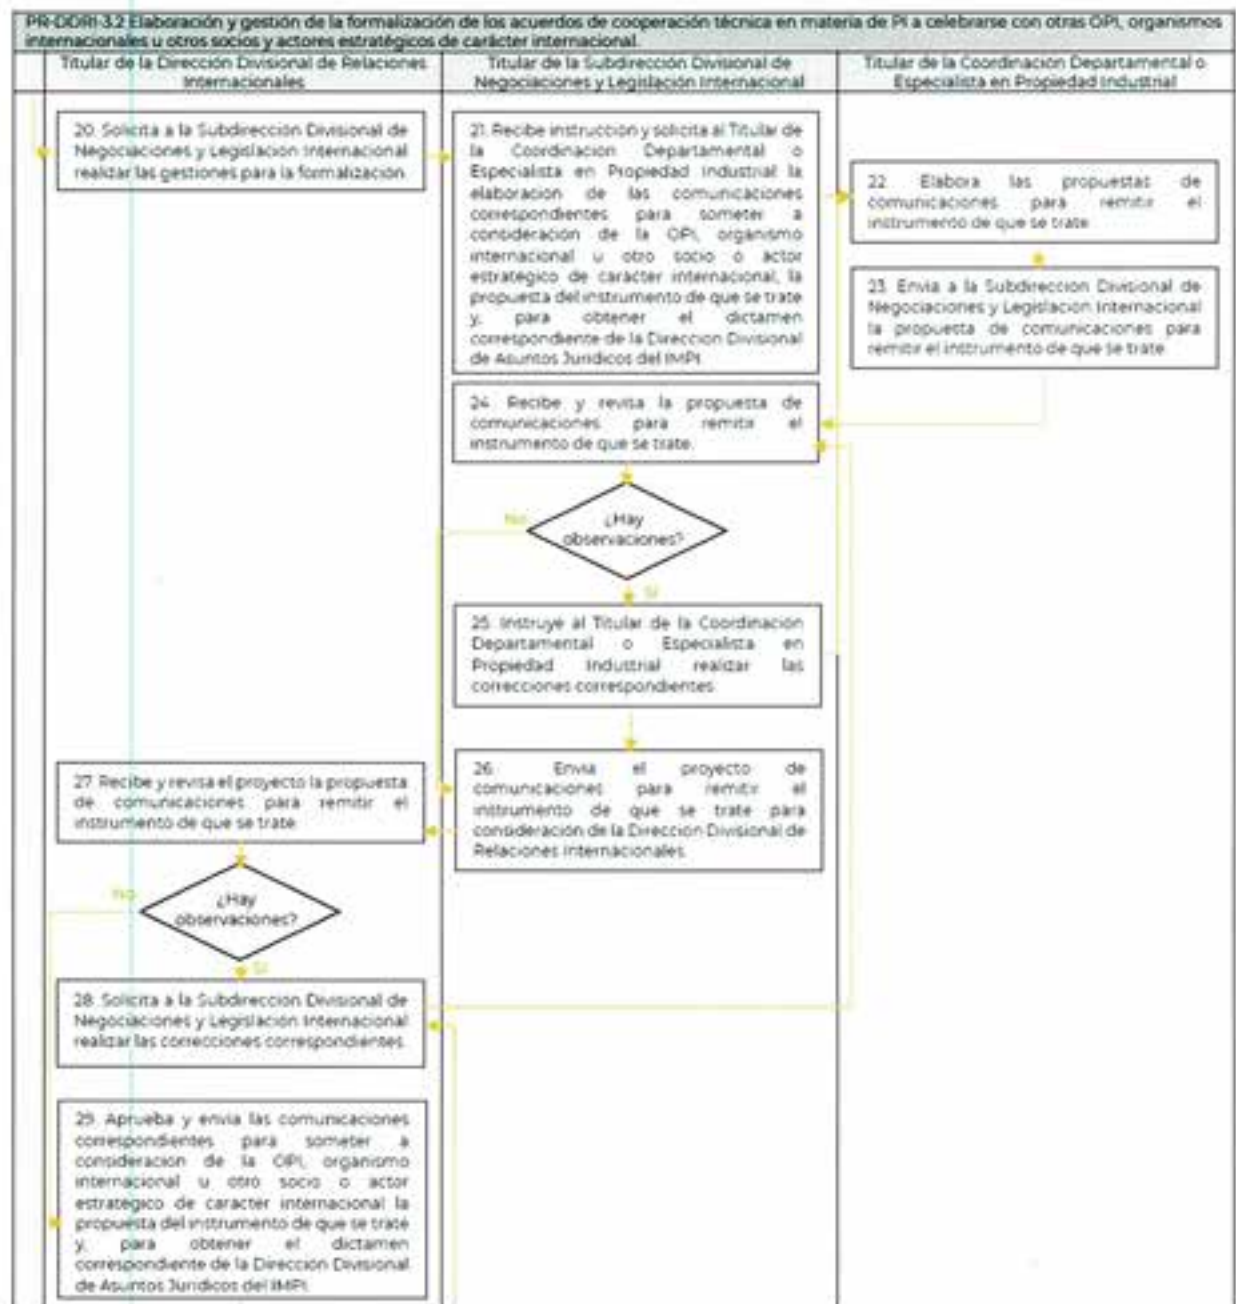 PR-DDRI-3.2 Elaboración y gestión de la formalización de los acuerdos de cooperación técnica en materia de PI a celebrarse con otras OPI, organismos
internacionales u otros socios y actores estratégicos de carácter internacional.
Titular de la Dirección Divisional de Relaciones
Internacionales
Titular de la Subdirección Divisional de
Negociaciones y Legislación Internacional
Titular de la Coordinación Departamental o
Especialista en Propiedad Industrial
20. Solicita a la Subdirección Divisional de
Negociaciones y Legislación Internacional
realizar las gestiones para la formalización.
21. Recibe instrucción y solicita al Titular de
la Coordinación Departamental o
Especialista en Propiedad Industrial la
elaboración de las comunicaciones
correspondientes para someter a
consideración de la OPI, organismo
internacional u otro socio o actor
estratégico de carácter internacional, la
propuesta del instrumento de que se trate
y, para obtener el dictamen
correspondiente de la Dirección Divisional
de Asuntos Jurídicos del IMPI.
22. Elabora las propuestas de
comunicaciones para remitir el
instrumento de que se trate
23. Envía a la Subdirección Divisional de
Negociaciones y Legislación Internacional
la propuesta de comunicaciones para
remitir el instrumento de que se trate
24. Recibe y revisa la propuesta de
comunicaciones para remitir el
instrumento de que se trate.
¿Hay
observaciones?
No
Sí
25. Instruye al Titular de la Coordinación
Departamental o Especialista en
Propiedad Industrial realizar las
correcciones correspondientes
26. Envía el proyecto de
comunicaciones para remitir el
instrumento de que se trate para
consideración de la Dirección Divisional de
Relaciones Internacionales.
27. Recibe y revisa el proyecto la propuesta
de comunicaciones para remitir el
instrumento de que se trate
¿Hay
observaciones?
No
Sí
28. Solicita a la Subdirección Divisional de
Negociaciones y Legislación Internacional
realizar las correcciones correspondientes
29. Aprueba y envía las comunicaciones
correspondientes para someter a
consideración de la OPI, organismo
internacional u otro socio o actor
estratégico de carácter internacional la
propuesta del instrumento de que se trate
y, para obtener el dictamen
correspondiente de la Dirección Divisional
de Asuntos Jurídicos del IMPI.